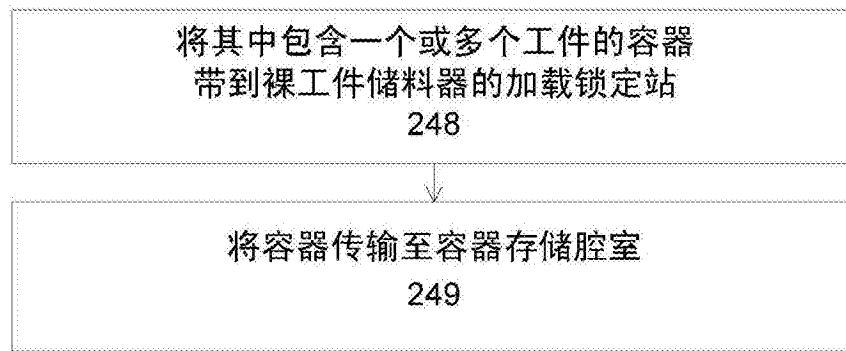 将其中包含一个或多个工件的容器
带到裸工件储料器的加载锁定站
248
将容器传输至容器存储腔室
249